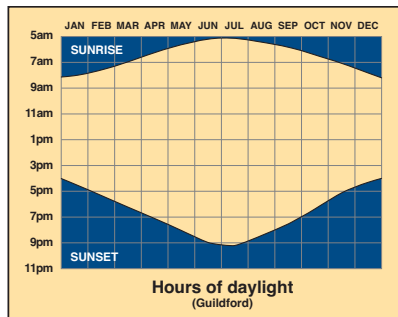 JAN FEB MAR APR MAY JUN JUL AUG SEP OCT NOV DEC
5am
SUNRISE
7am
9am
11am
1pm
3pm
5pm
7pm
9pm
SUNSET
11pm
Hours of daylight
(Guildford)